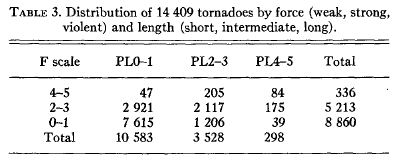 TABLE 3. Distribution of 14 409 tornadoes by force (weak, strong,
violent) and length (short, intermediate, long).
F scale PL0–1 PL2–3 PL4–5 Total
4–5 47 205 84 336
2–3 2 921 2 117 175 5 213
0–1 7 615 1 206 39 8 860
Total 10 583 3 528 298